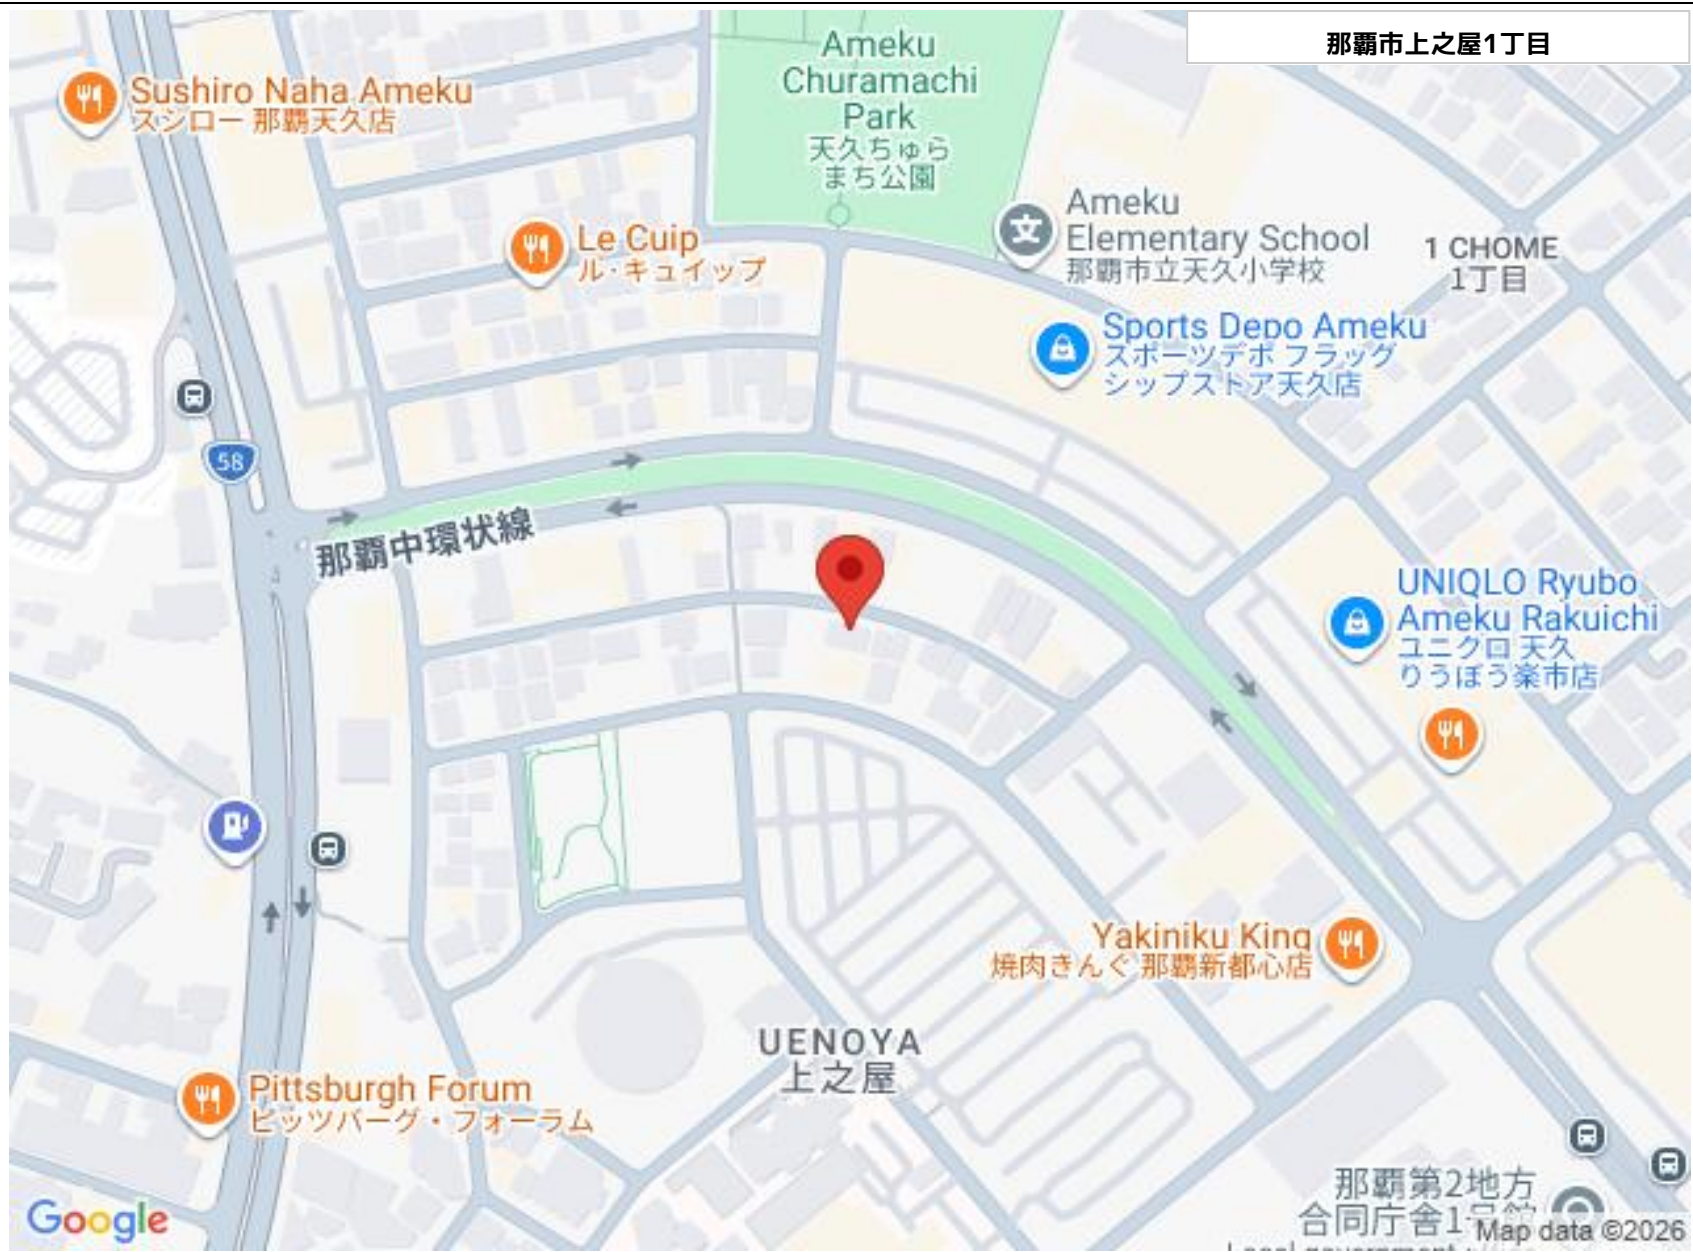 那覇市上之屋1丁目
Ameku
Churamachi
Park
天久ちゅら
まち公園
Sushiro Naha Ameku
スシロー 那覇天久店
Ameku
Elementary School
那覇市立天久小学校
1 CHOME
1丁目
Le Cuip
ル・キュイップ
Sports Depo Ameku
スポーツデポ フラッグ
シップストア天久店
58
那覇中環状線
UNIQLO Ryubo
Ameku Rakuichi
ユニクロ 天久
りうぼう楽市店
Yakiniku King
焼肉きんぐ 那覇新都心店
UENOYA
上之屋
Pittsburgh Forum
ピッツバーグ・フォーラム
那覇第2地方
合同庁舎1号館
Google
Map data ©2026
Local government